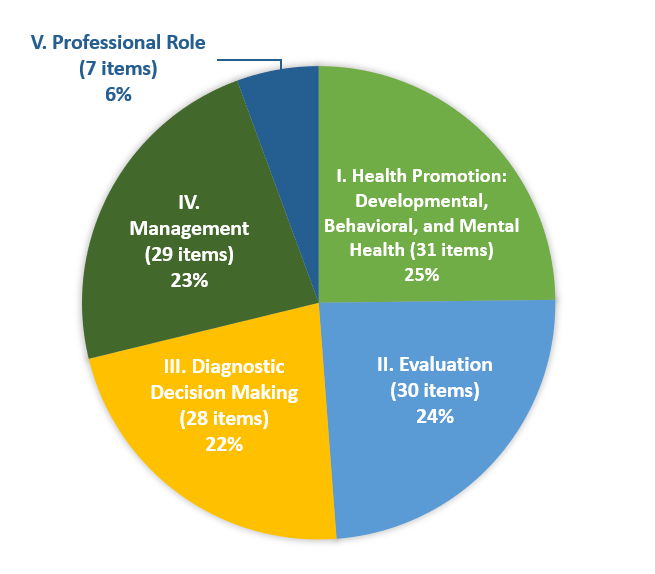 V. Professional Role
(7 items)
6%
I. Health Promotion:
Developmental,
Behavioral, and Mental
Health (31 items)
25%
II. Evaluation
(30 items)
24%
III. Diagnostic
Decision Making
(28 items)
22%
IV.
Management
(29 items)
23%